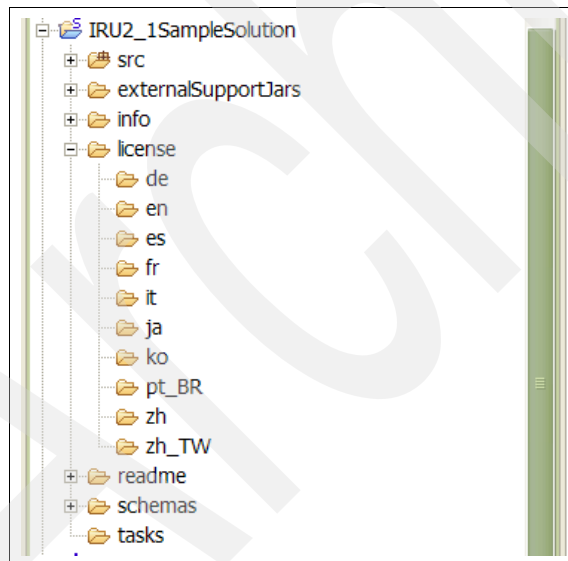 IRU2_1SampleSolution
src
externalSupportJars
info
license
de
en
es
fr
it
ja
ko
pt_BR
zh
zh_TW
readme
schemas
tasks